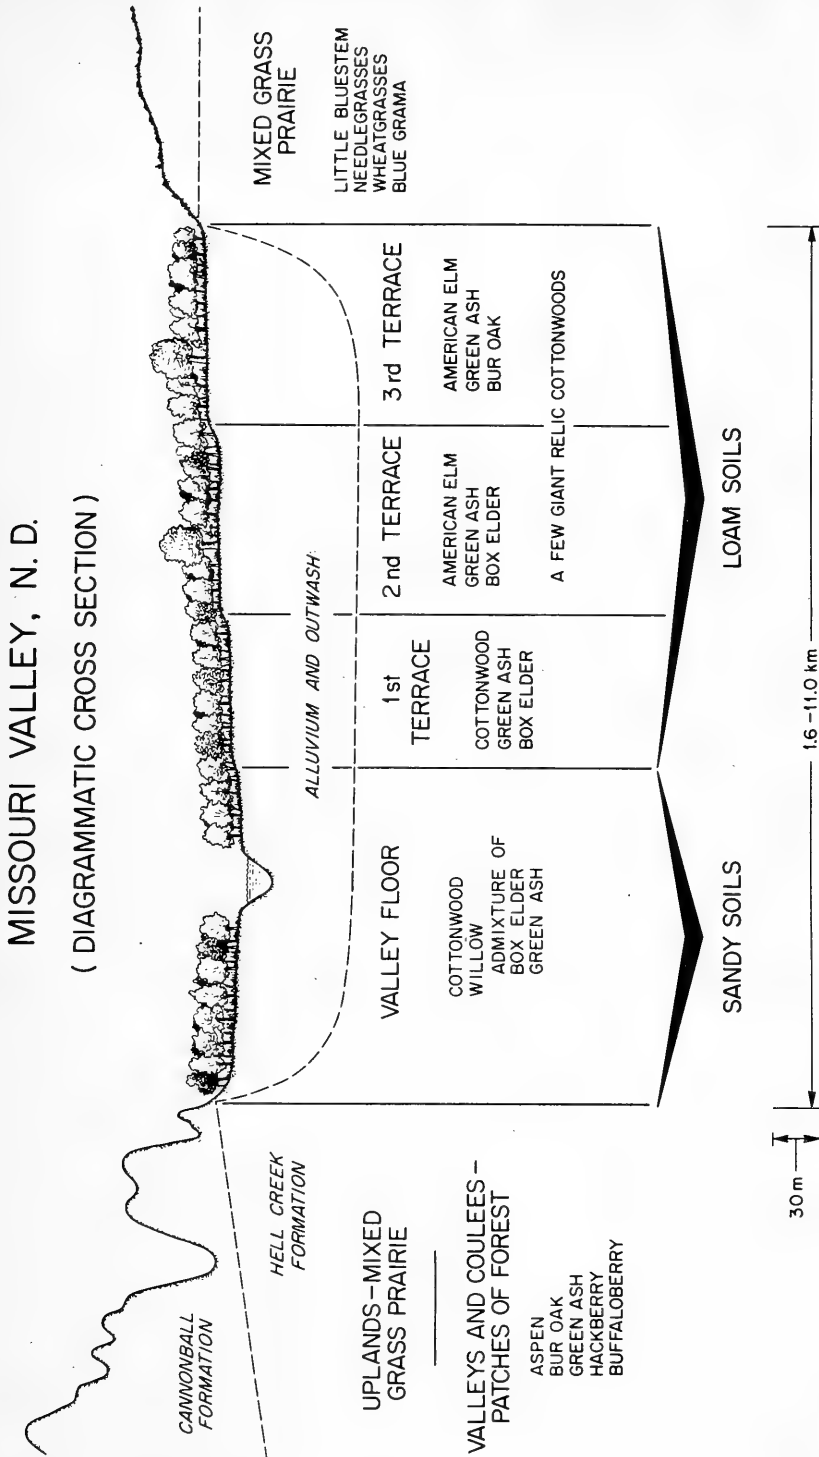 MISSOURI VALLEY, N. D.
( DIAGRAMMATIC CROSS SECTION )
CANNONBALL
FORMATION
HELL CREEK
FORMATION
UPLANDS–MIXED
GRASS PRAIRIE
VALLEYS AND COULEES–
PATCHES OF FOREST
ASPEN
BUR OAK
GREEN ASH
HACKBERRY
BUFFALOBERRY
ALLUVIUM AND OUTWASH
VALLEY FLOOR
COTTONWOOD
WILLOW
ADMIXTURE OF
BOX ELDER
GREEN ASH
1st
TERRACE
COTTONWOOD
GREEN ASH
BOX ELDER
2nd TERRACE
AMERICAN ELM
GREEN ASH
BOX ELDER
3rd TERRACE
AMERICAN ELM
GREEN ASH
BUR OAK
A FEW GIANT RELIC COTTONWOODS
MIXED GRASS
PRAIRIE
LITTLE BLUESTEM
NEEDLEGRASSES
WHEATGRASSES
BLUE GRAMA
SANDY SOILS
LOAM SOILS
30 m
1.6 –11.0 km